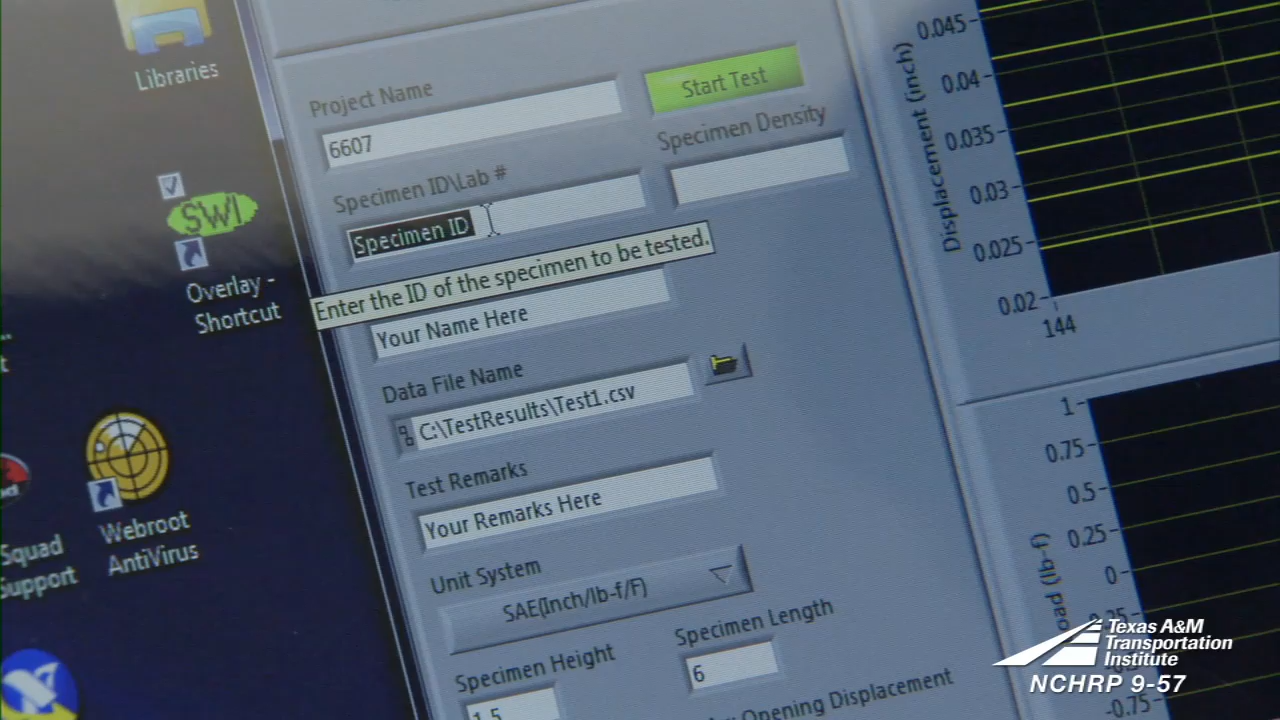 Libraries
SWI
Overlay -
Shortcut
Webroot
AntiVirus
Squad
Support
Project Name
6607
Start Test
Specimen ID\Lab #
Specimen Density
Specimen ID
Enter the ID of the specimen to be tested.
Your Name Here
Data File Name
C:\TestResults\Test1.csv
Test Remarks
Your Remarks Here
Unit System
SAE(Inch/lb-f/F)
Specimen Height
1.5
Specimen Length
6
Opening Displacement
Displacement (inch)
0.045
0.04
0.035
0.03
0.025
0.02
144
1
0.75
0.5
0.25
0
-0.75
(lb-f)
Texas A&M
Transportation
Institute
NCHRP 9-57